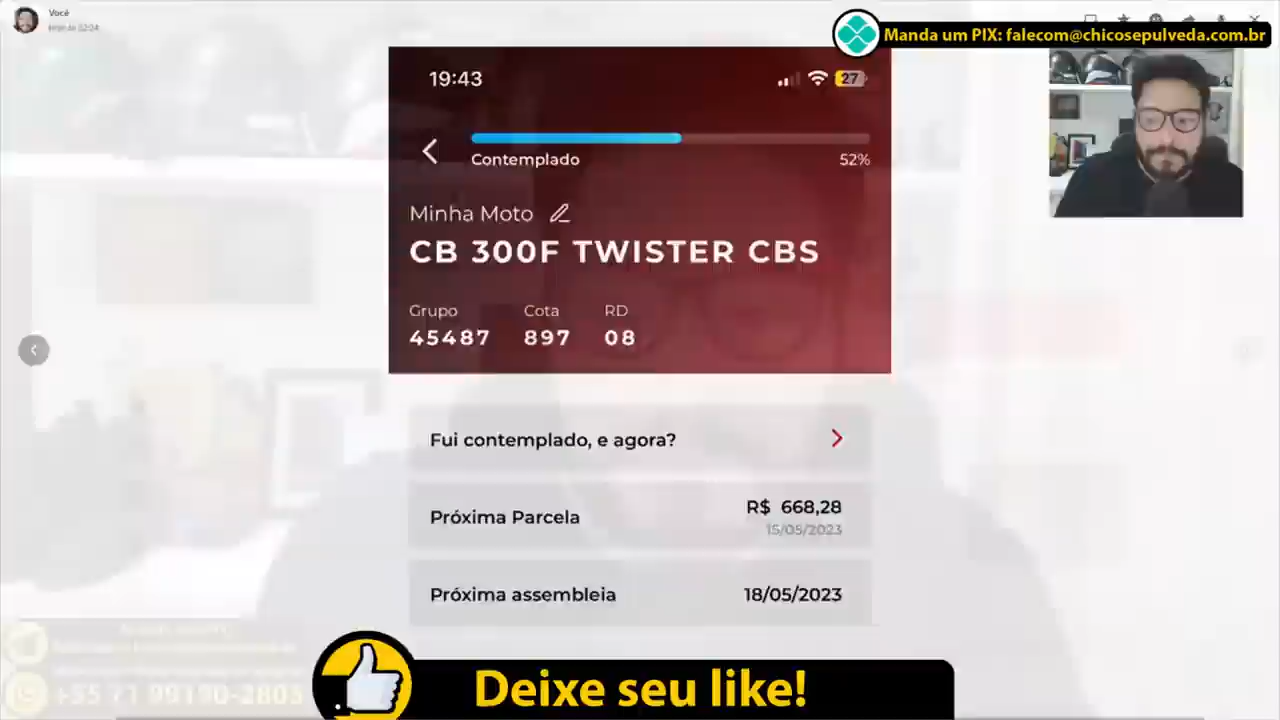 Você
Manda um PIX: falecom@chicosepulveda.com.br
19:43
27
Contemplado
52%
Minha Moto
CB 300F TWISTER CBS
Grupo Cota RD
45487 897 08
Fui contemplado, e agora?
Próxima Parcela
R$ 668,28
15/05/2023
Próxima assembleia
18/05/2023
Deixe seu like!